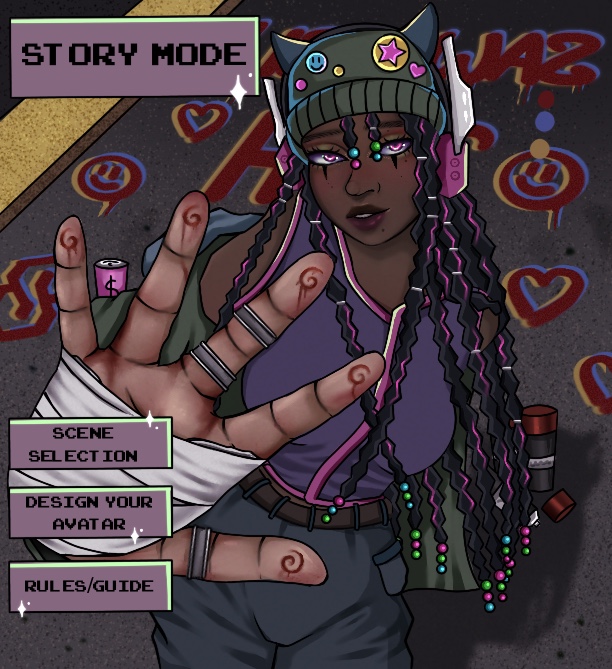 STORY MODE
SCENE
SELECTION
DESIGN YOUR
AVATAR
RULES/GUIDE
$